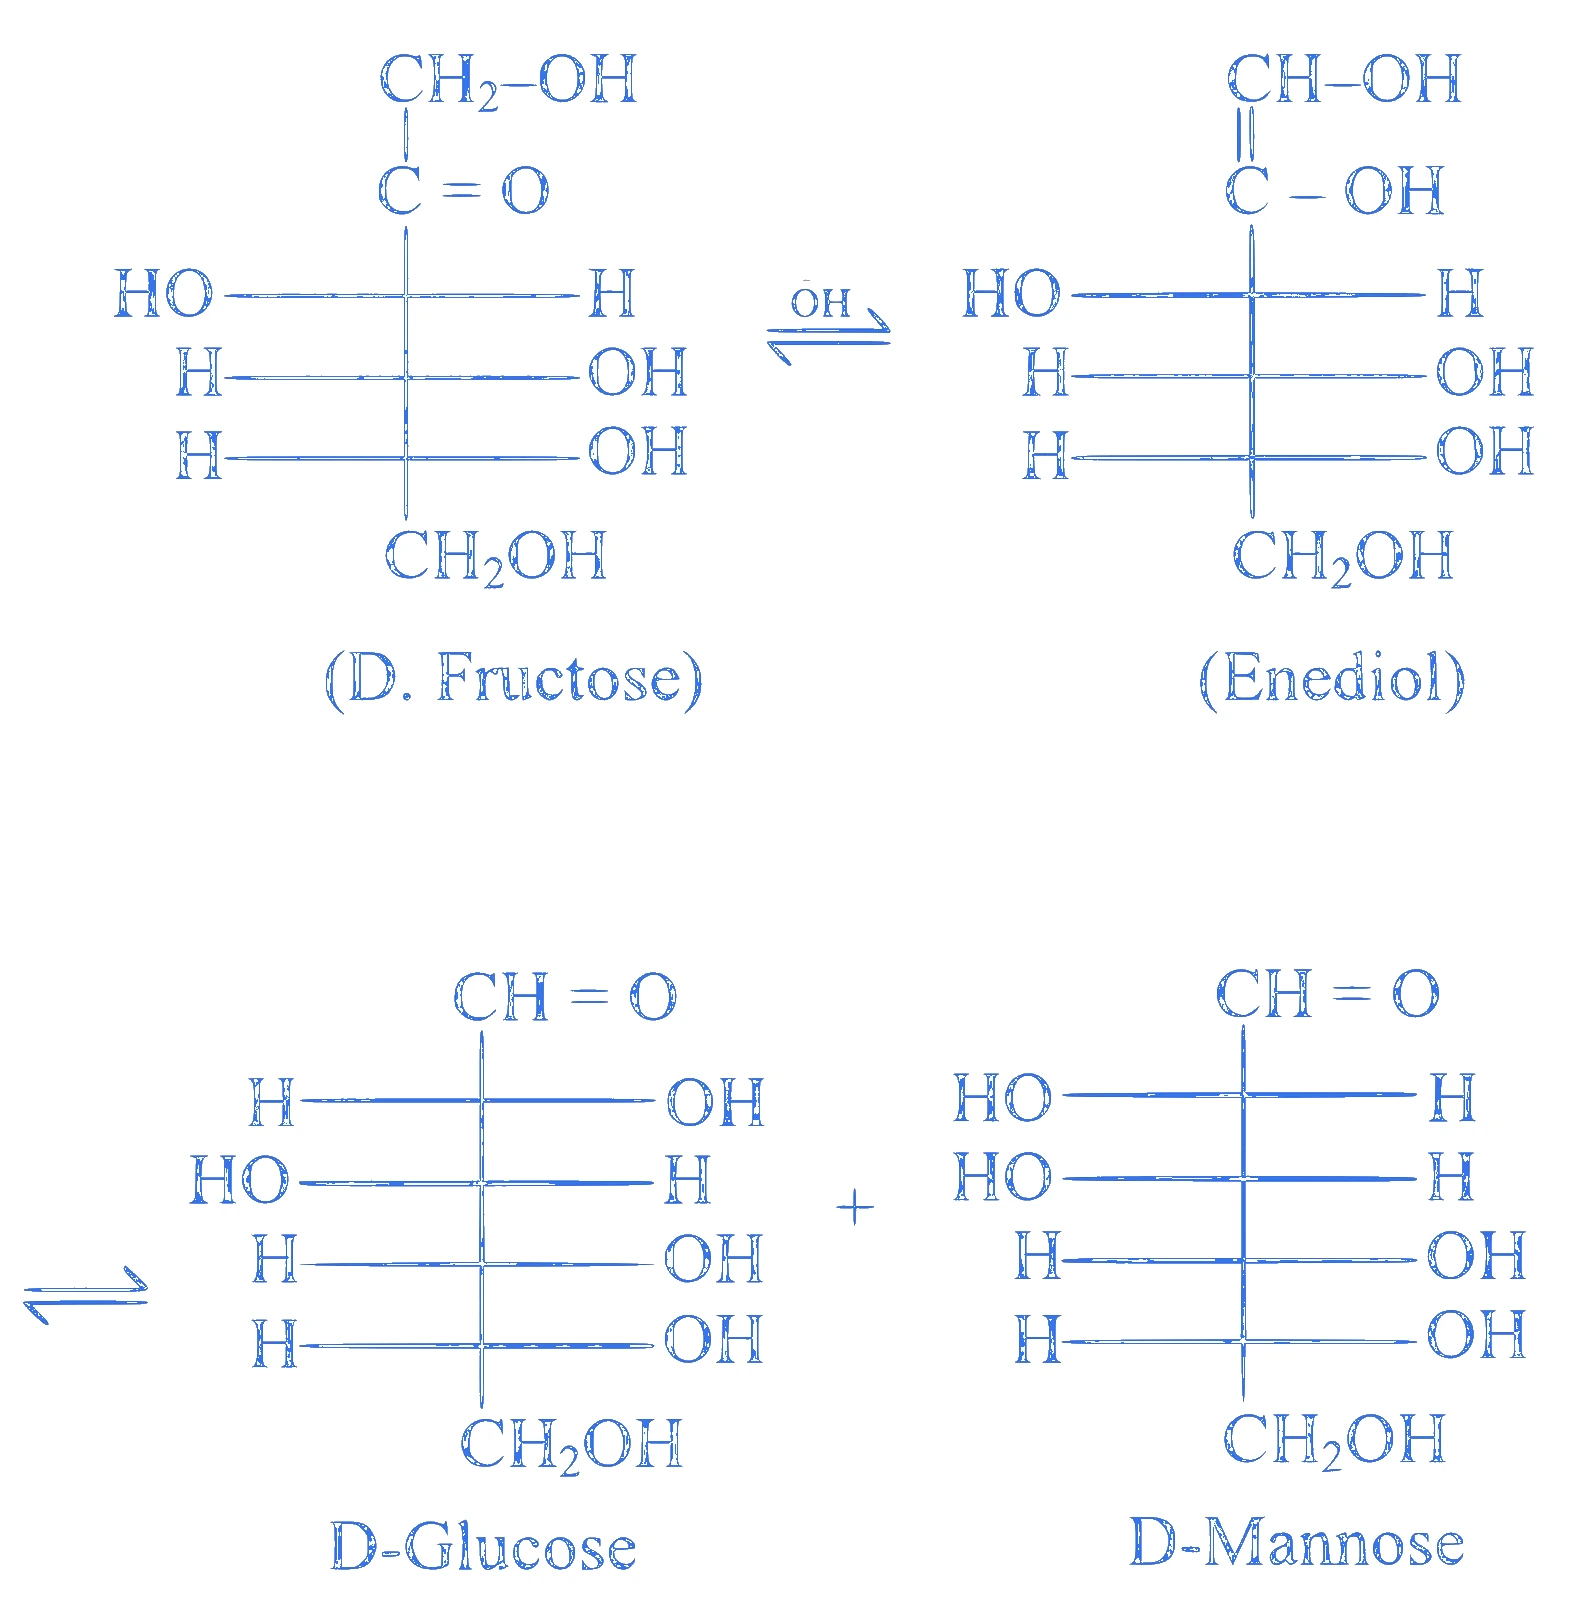 CH₂–OH
C = O
HO H
H OH
H OH
CH₂OH
(D. Fructose)
ŌH
CH–OH
C – OH
HO H
H OH
H OH
CH₂OH
(Enediol)
CH = O
H OH
HO H
H OH
H OH
CH₂OH
D-Glucose
+
CH = O
HO H
HO H
H OH
H OH
CH₂OH
D-Mannose